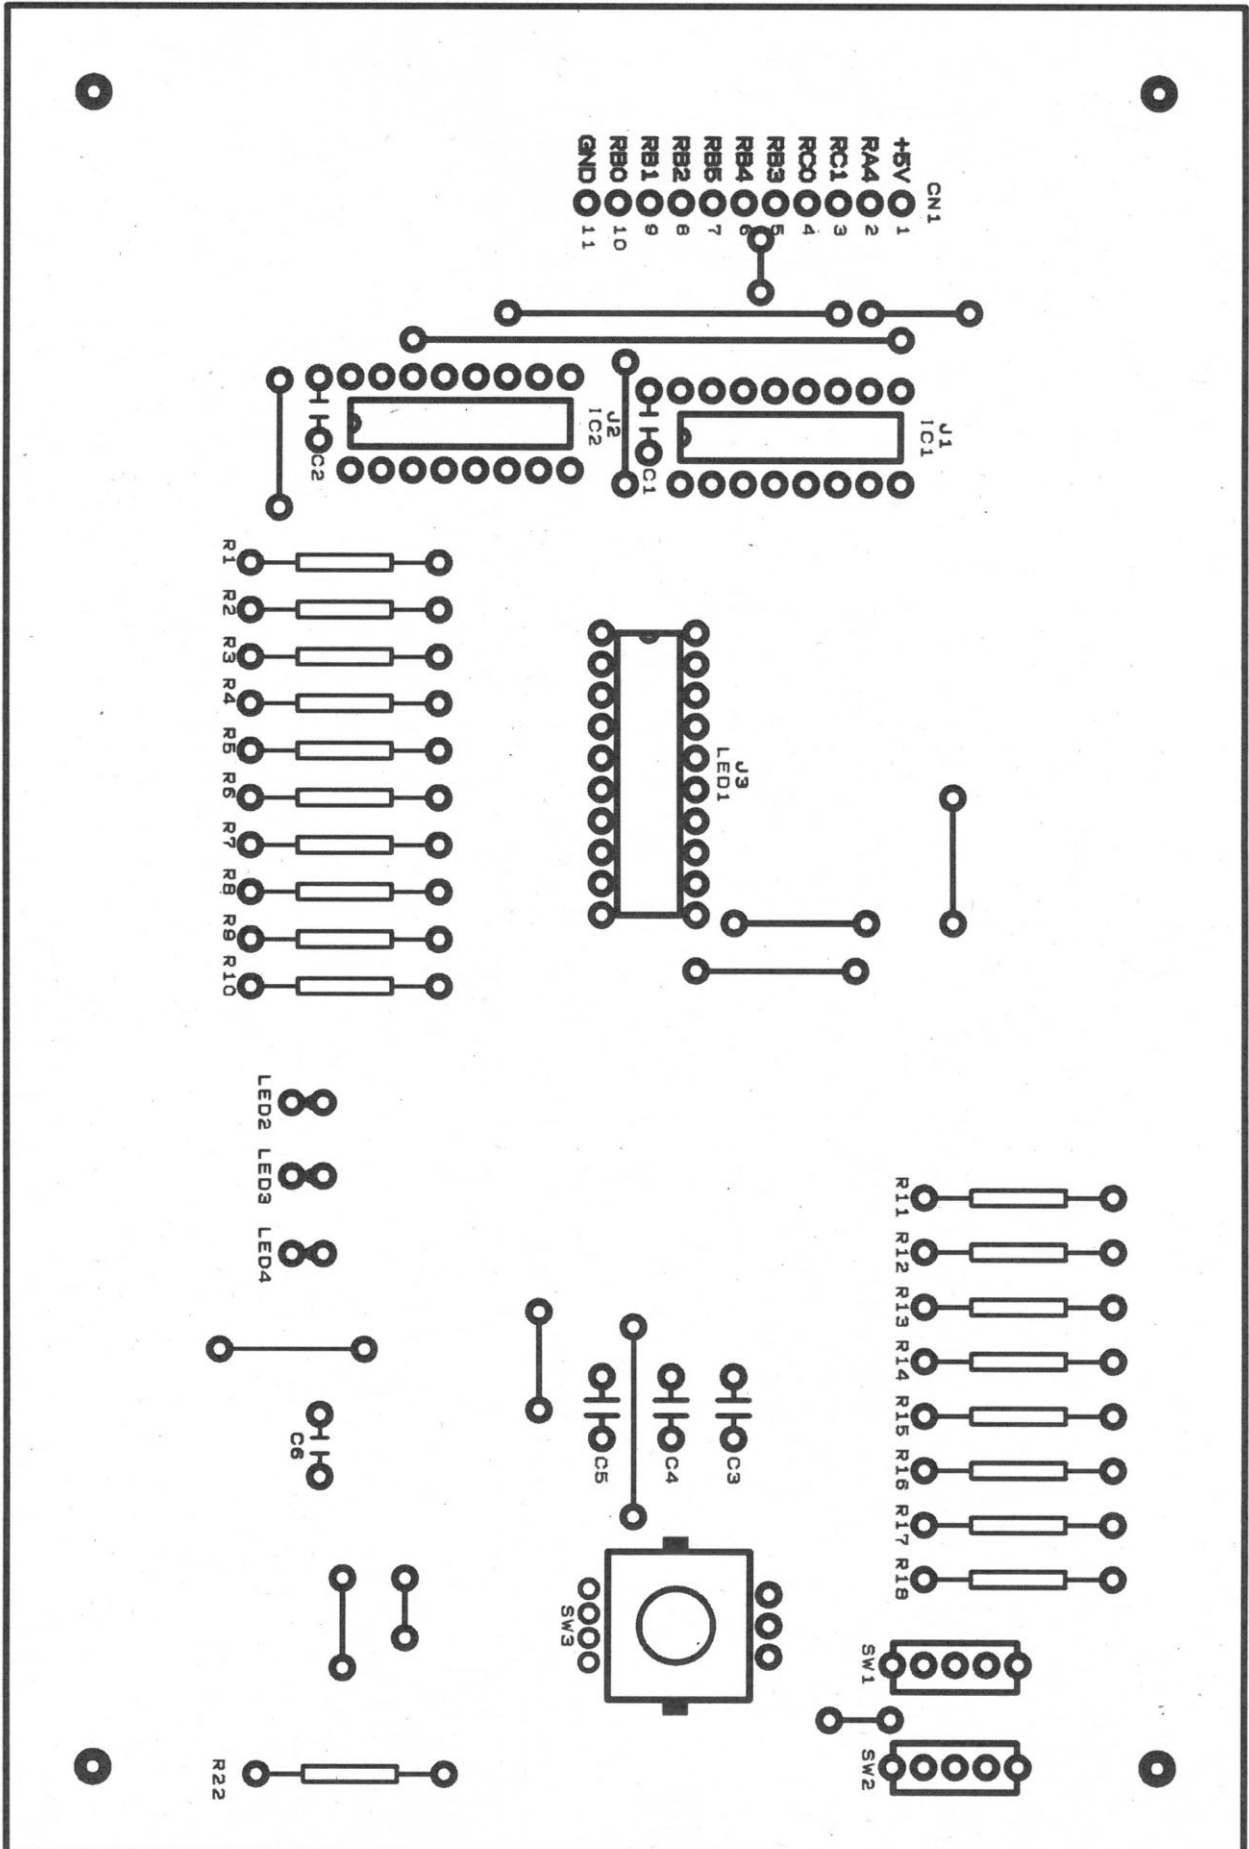 CN1
+5V
RA4
RC1
RC0
RB3
RB4
RB5
RB2
RB1
RB0
GND
1
2
3
4
5
6
7
8
9
10
11
J1
IC1
C1
J2
IC2
C2
R1
R2
R3
R4
R5
R6
R7
R8
R9
R10
J3
LED1
LED2
LED3
LED4
R11
R12
R13
R14
R15
R16
R17
R18
C3
C4
C5
C6
SW3
SW1
SW2
R22